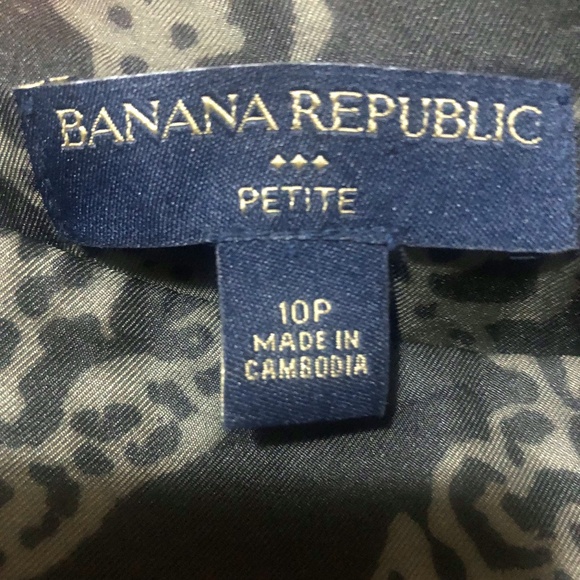 BANANA REPUBLIC
PETITE
10P
MADE IN
CAMBODIA